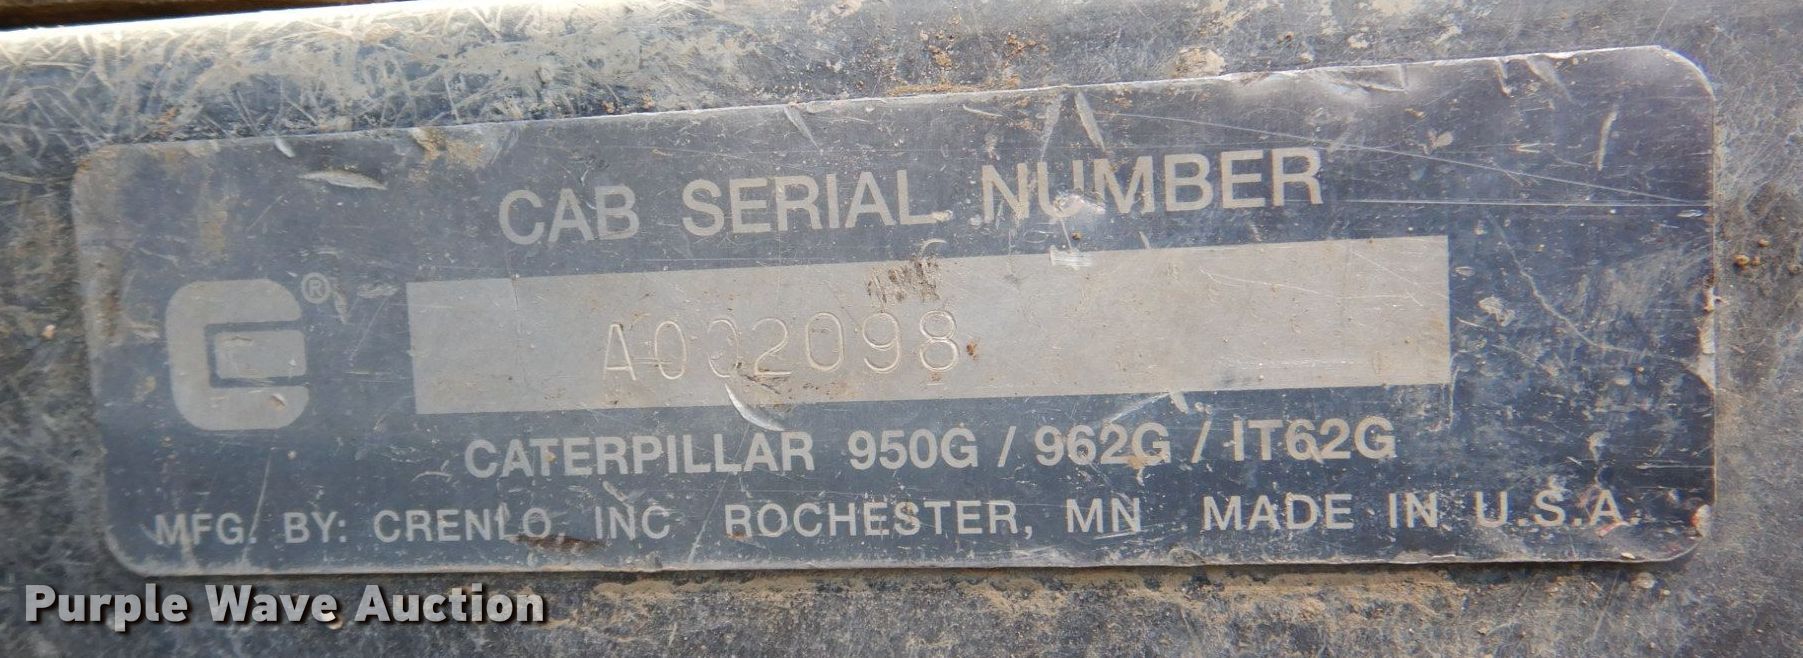 CAB SERIAL NUMBER
®
A002098
CATERPILLAR 950G / 962G / IT62G
MFG. BY: CRENLO, INC ROCHESTER, MN MADE IN U.S.A.
Purple Wave Auction